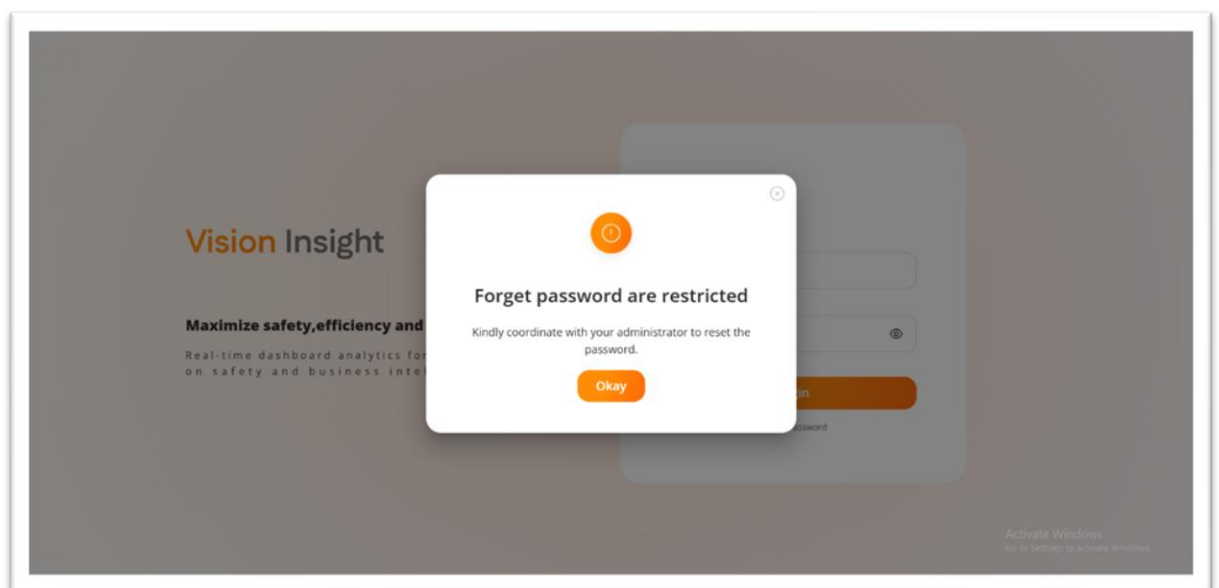 Vision Insight
Maximize safety,efficiency and
Real-time dashboard analytics for
on safety and business
Forget password are restricted
Kindly coordinate with your administrator to reset the
password.
Okay
Activate Windows
Go to Settings to activate Windows.